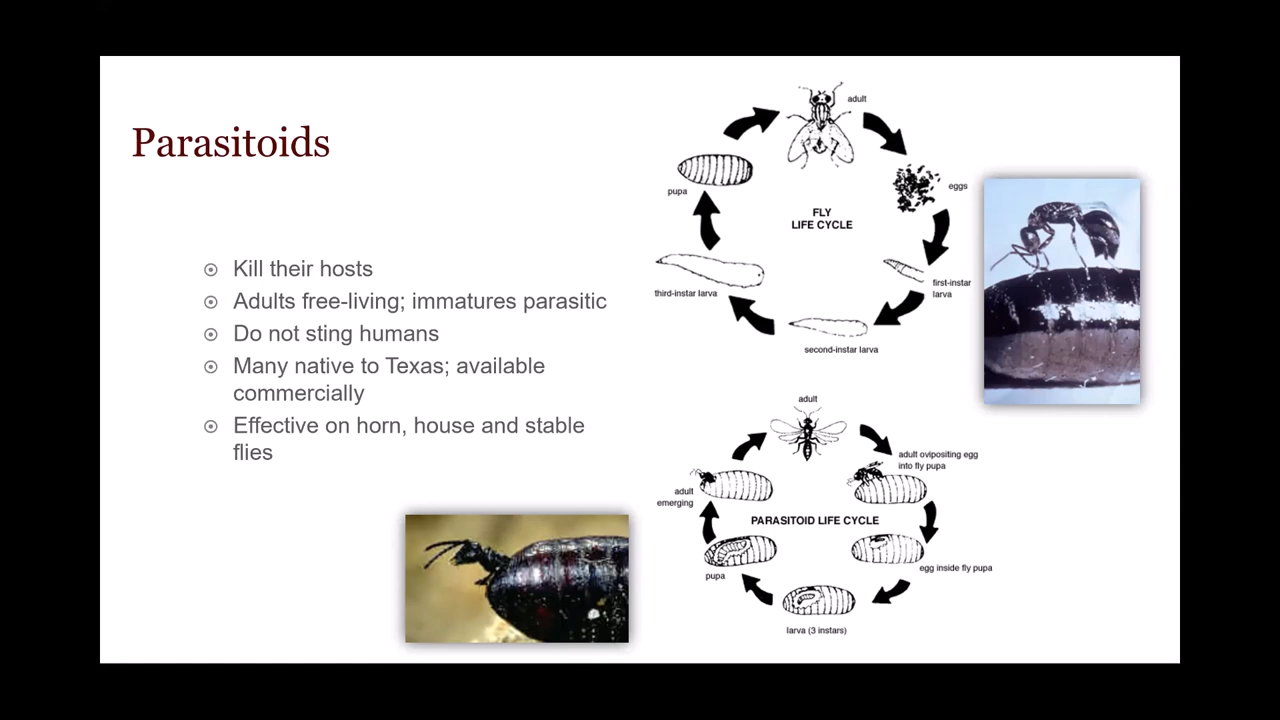 Parasitoids
Kill their hosts
Adults free-living; immatures parasitic
Do not sting humans
Many native to Texas; available
commercially
Effective on horn, house and stable
flies
adult
eggs
first-instar
larva
second-instar larva
third-instar larva
pupa
FLY
LIFE CYCLE
adult
adult ovipositing egg
into fly pupa
egg inside fly pupa
larva (3 instars)
pupa
adult
emerging
PARASITOID LIFE CYCLE